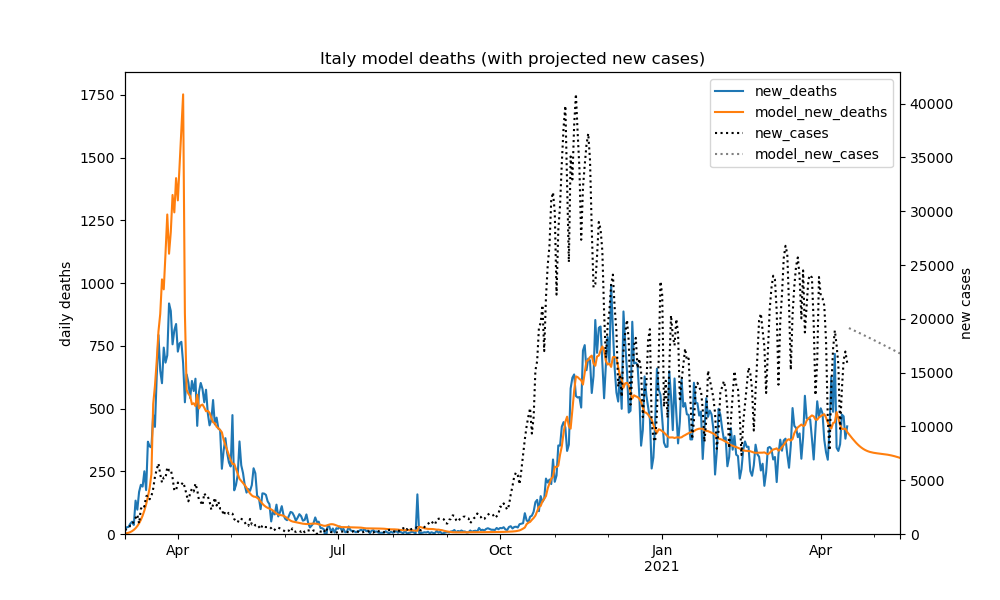 Italy model deaths (with projected new cases)
new_deaths
model_new_deaths
new_cases
model_new_cases
daily deaths
1750
1500
1250
1000
750
500
250
0
new cases
40000
35000
30000
25000
20000
15000
10000
5000
0
Apr
Jul
Oct
Jan
2021
Apr